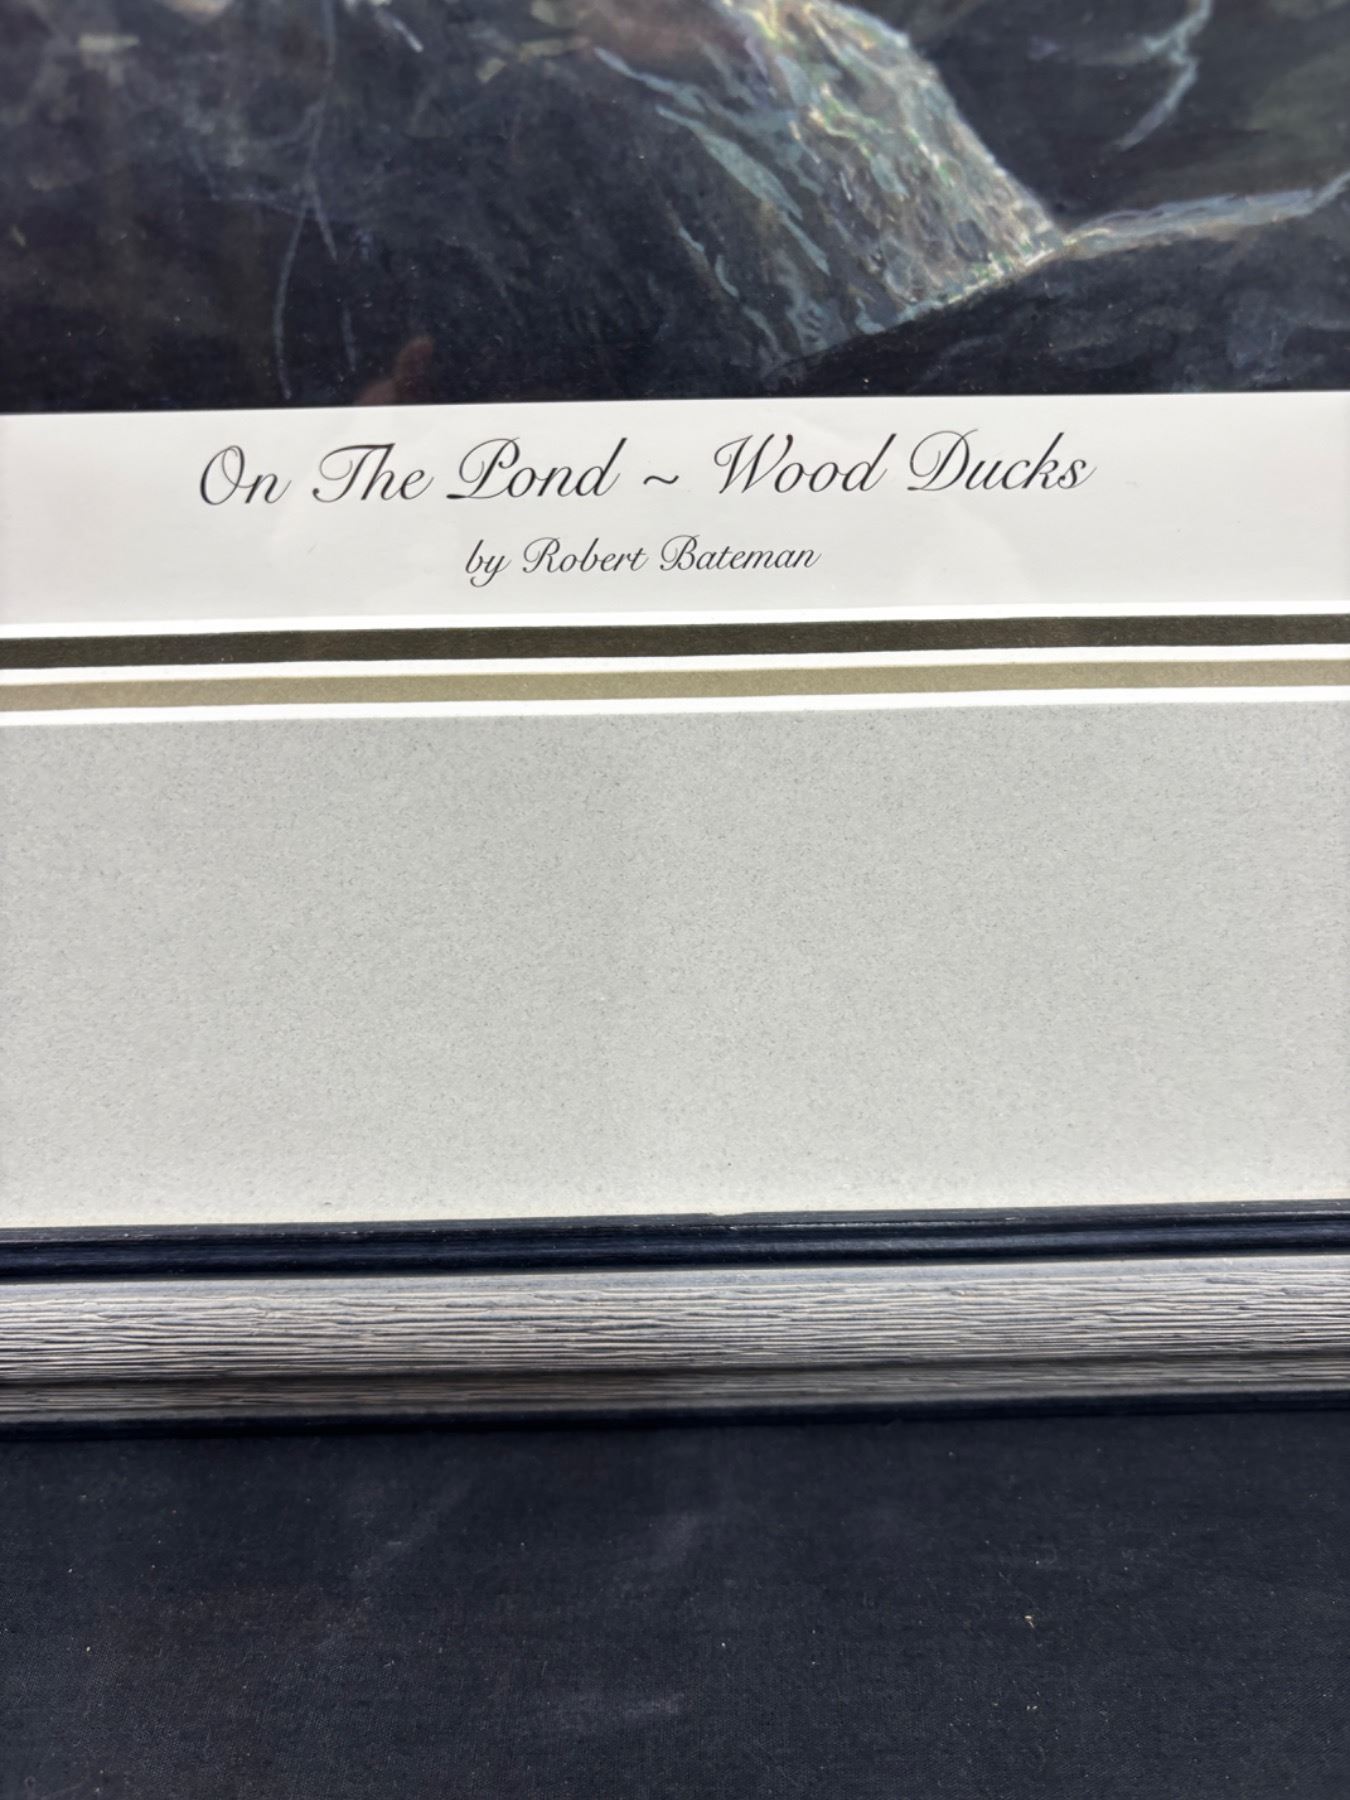 On The Pond ~ Wood Ducks
by Robert Bateman